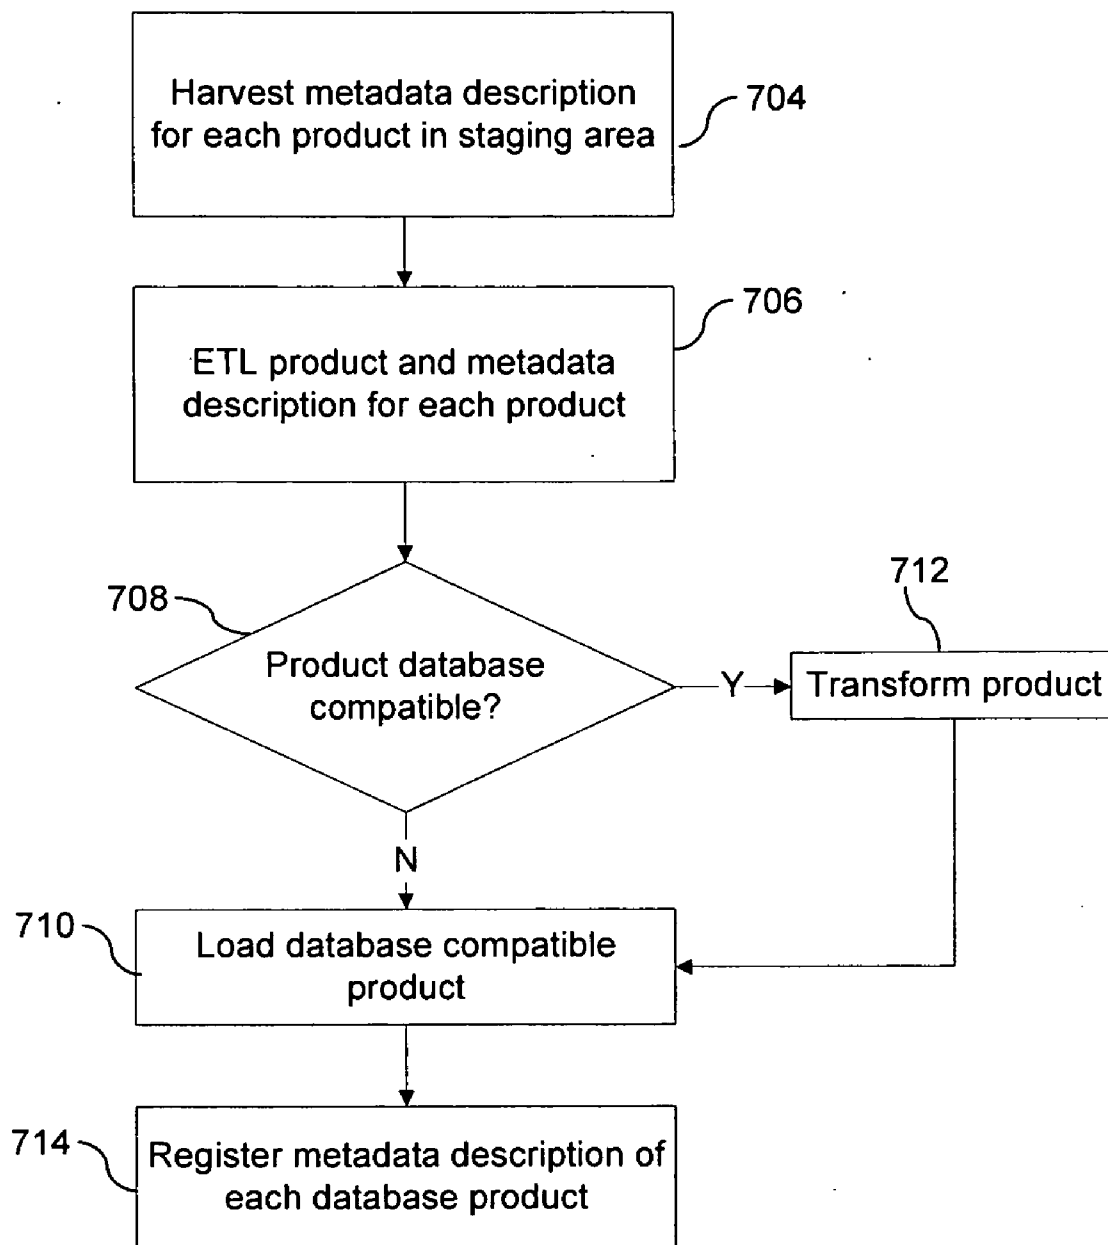 Harvest metadata description
for each product in staging area
704
706
ETL product and metadata
description for each product
708
Product database
compatible?
Y
712
Transform product
N
710
Load database compatible
product
714
Register metadata description of
each database product